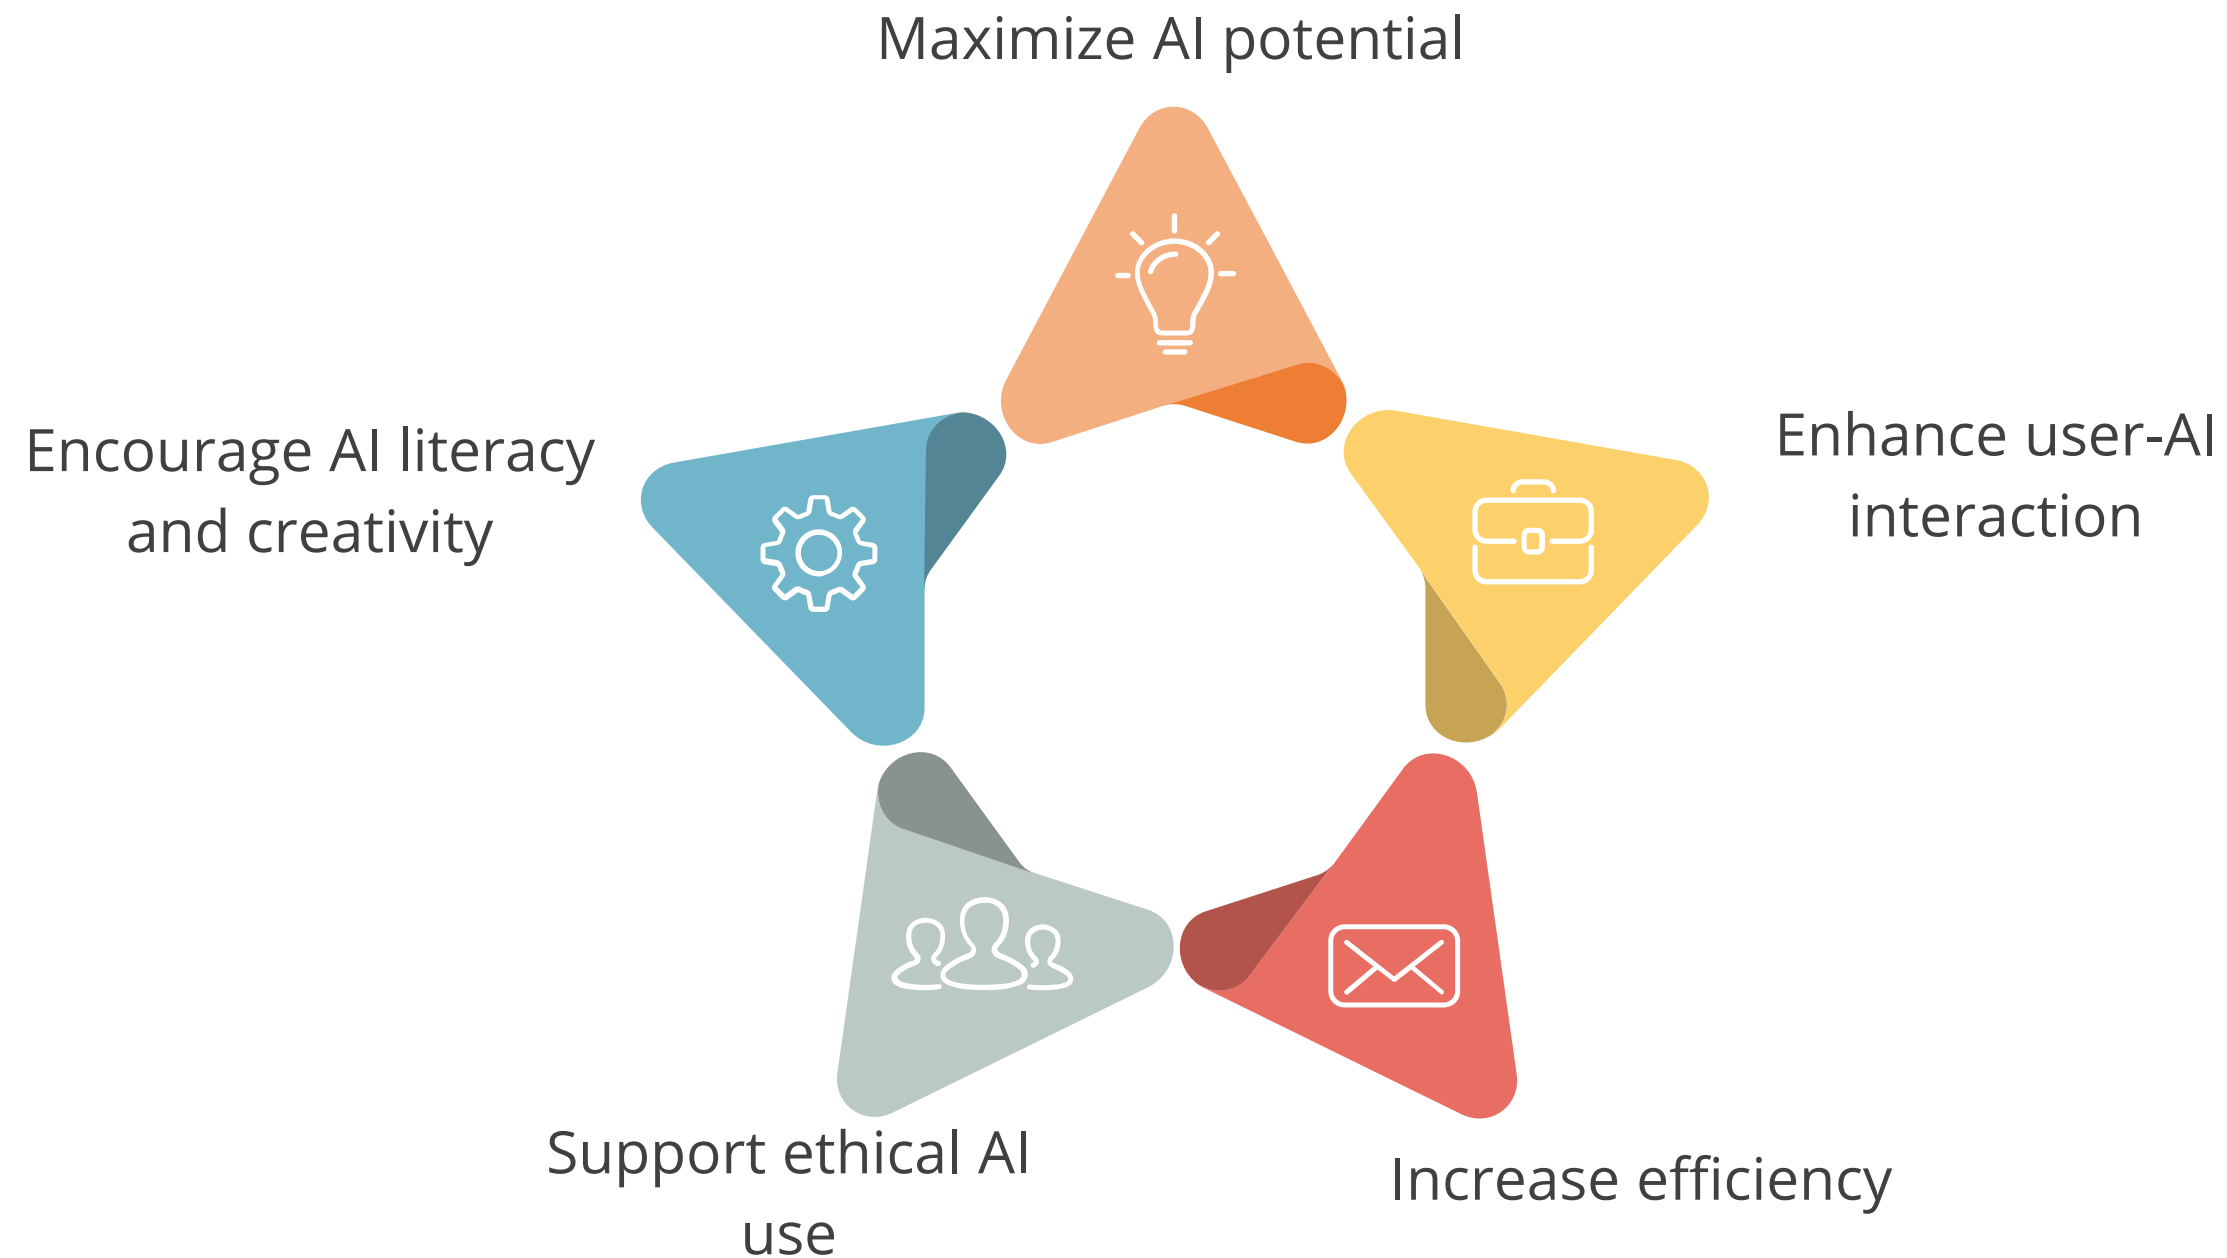 Maximize AI potential
Enhance user-AI
interaction
Encourage AI literacy
and creativity
Support ethical AI
use
Increase efficiency